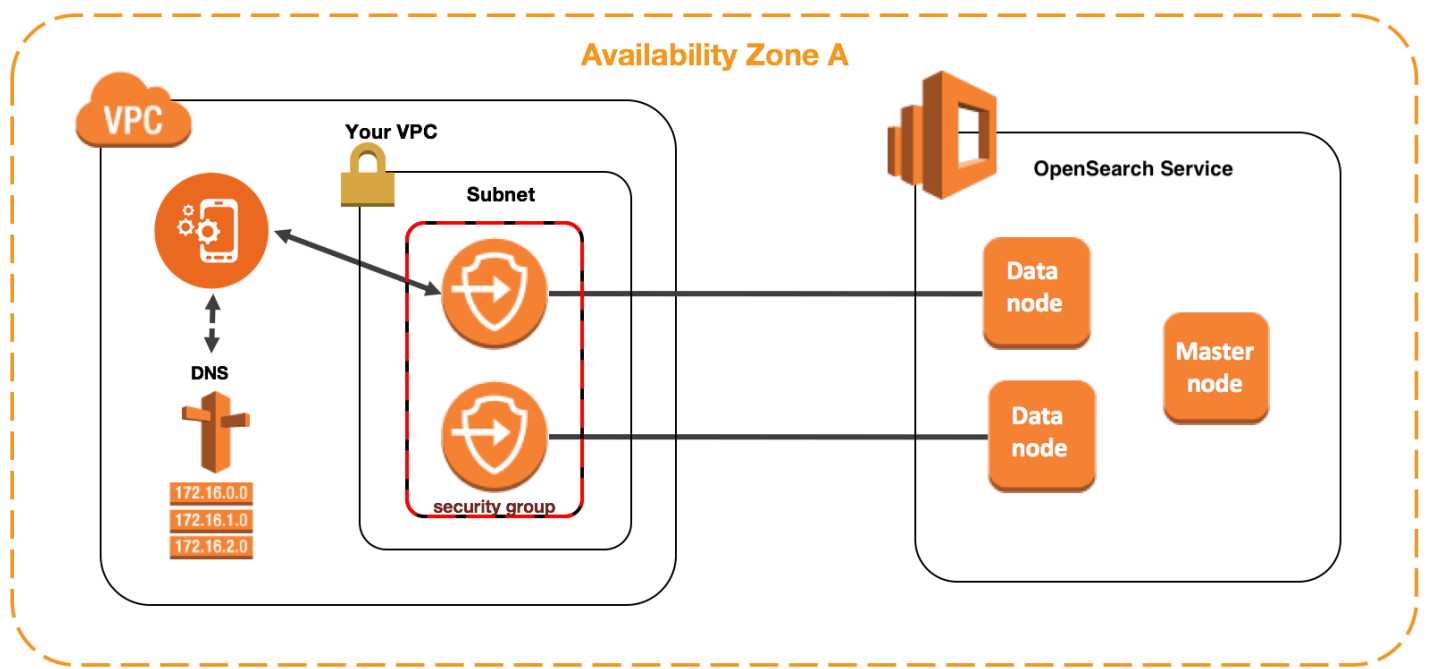 Availability Zone A
VPC
Your VPC
Subnet
security group
DNS
172.16.0.0
172.16.1.0
172.16.2.0
OpenSearch Service
Data
node
Data
node
Master
node